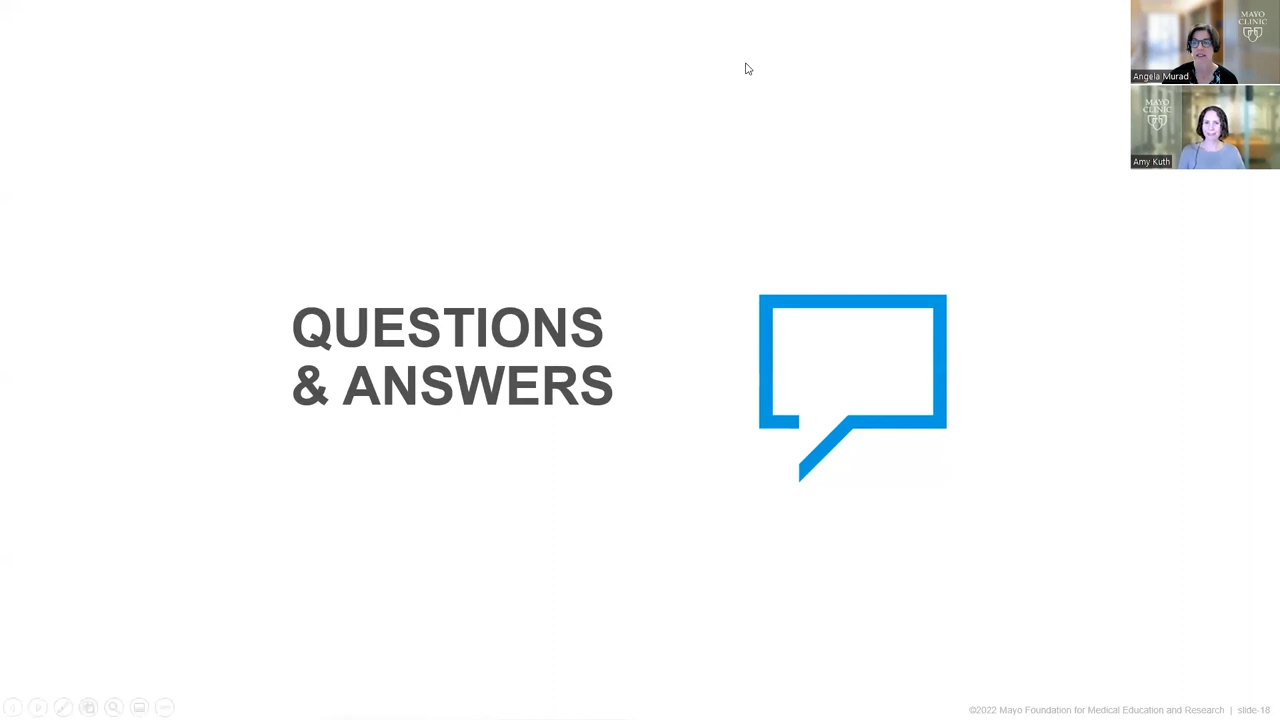 MAYO
CLINIC
Angela Murad
MAYO
CLINIC
Amy Kuth
QUESTIONS
& ANSWERS
©2022 Mayo Foundation for Medical Education and Research | slide-18